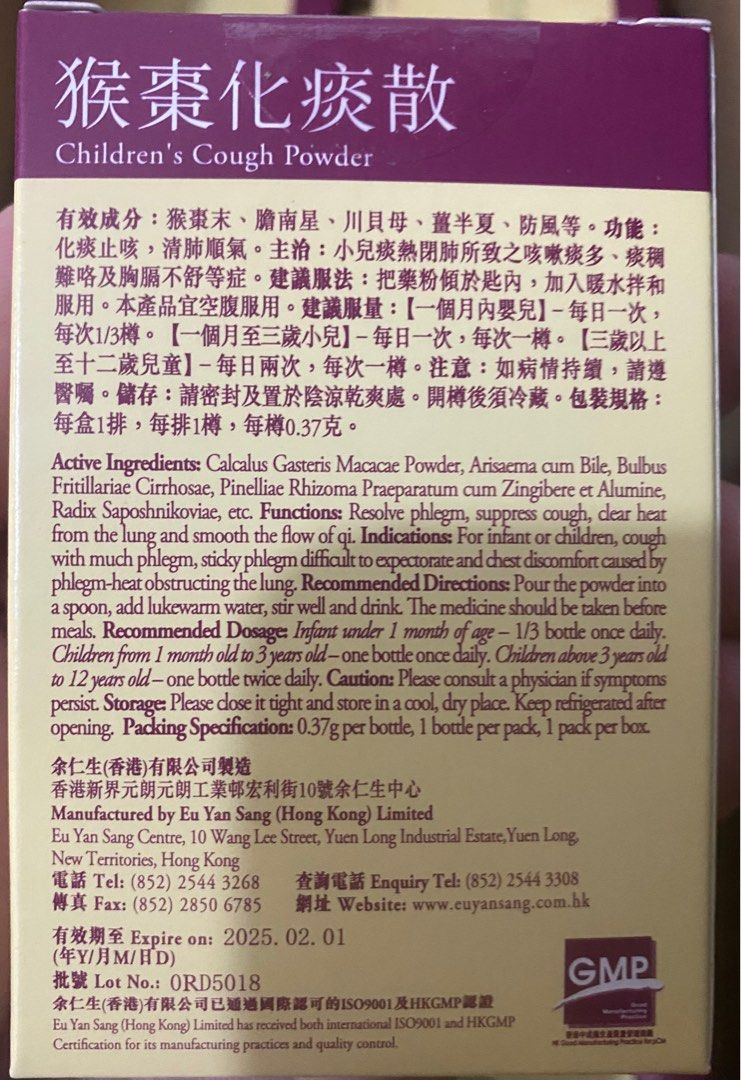 猴棗化痰散
Children's Cough Powder
有效成分：猴棗末、膽南星、川貝母、薑半夏、防風等。功能：
化痰止咳，清肺順氣。主治：小兒痰熱閉肺所致之咳嗽痰多、痰稠
難咯及胸膈不舒等症。建議服法：把藥粉傾於匙內，加入暖水拌和
服用。本產品宜空腹服用。建議服量：【一個月內嬰兒】–每日一次，
每次1/3樽。【一個月至三歲小兒】–每日一次，每次一樽。【三歲以上
至十二歲兒童】–每日兩次，每次一樽。注意：如病情持續，請遵
醫囑。儲存：請密封及置於陰涼乾爽處。開樽後須冷藏。包裝規格：
每盒1排，每排1樽，每樽0.37克。
Active Ingredients: Calcalus Gasteris Macacae Powder, Arisaema cum Bile, Bulbus
Fritillariae Cirrhosae, Pinelliae Rhizoma Praeparatum cum Zingibere et Alumine,
Radix Saposhnikoviae, etc. Functions: Resolve phlegm, suppress cough, clear heat
from the lung and smooth the flow of qi. Indications: For infant or children, cough
with much phlegm, sticky phlegm difficult to expectorate and chest discomfort caused by
phlegm-heat obstructing the lung. Recommended Directions: Pour the powder into
a spoon, add lukewarm water, stir well and drink. The medicine should be taken before
meals. Recommended Dosage: Infant under 1 month of age – 1/3 bottle once daily.
Children from 1 month old to 3 years old – one bottle once daily. Children above 3 years old
to 12 years old – one bottle twice daily. Caution: Please consult a physician if symptoms
persist. Storage: Please close it tight and store in a cool, dry place. Keep refrigerated after
opening. Packing Specification: 0.37g per bottle, 1 bottle per pack, 1 pack per box.
余仁生(香港)有限公司製造
香港新界元朗元朗工業邨宏利街10號余仁生中心
Manufactured by Eu Yan Sang (Hong Kong) Limited
Eu Yan Sang Centre, 10 Wang Lee Street, Yuen Long Industrial Estate,Yuen Long,
New Territories, Hong Kong
電話 Tel: (852) 2544 3268 查詢電話 Enquiry Tel: (852) 2544 3308
傳真 Fax: (852) 2850 6785 網址 Website: www.euyansang.com.hk
有效期至 Expire on: 2025.02.01
(年Y/月M/日D)
批號 Lot No.: 0RD5018
余仁生(香港)有限公司已通過國際認可的ISO9001及HKGMP認證
Eu Yan Sang (Hong Kong) Limited has received both international ISO9001 and HKGMP
Certification for its manufacturing practices and quality control.
GMP
Good
Manufacturing
Practice